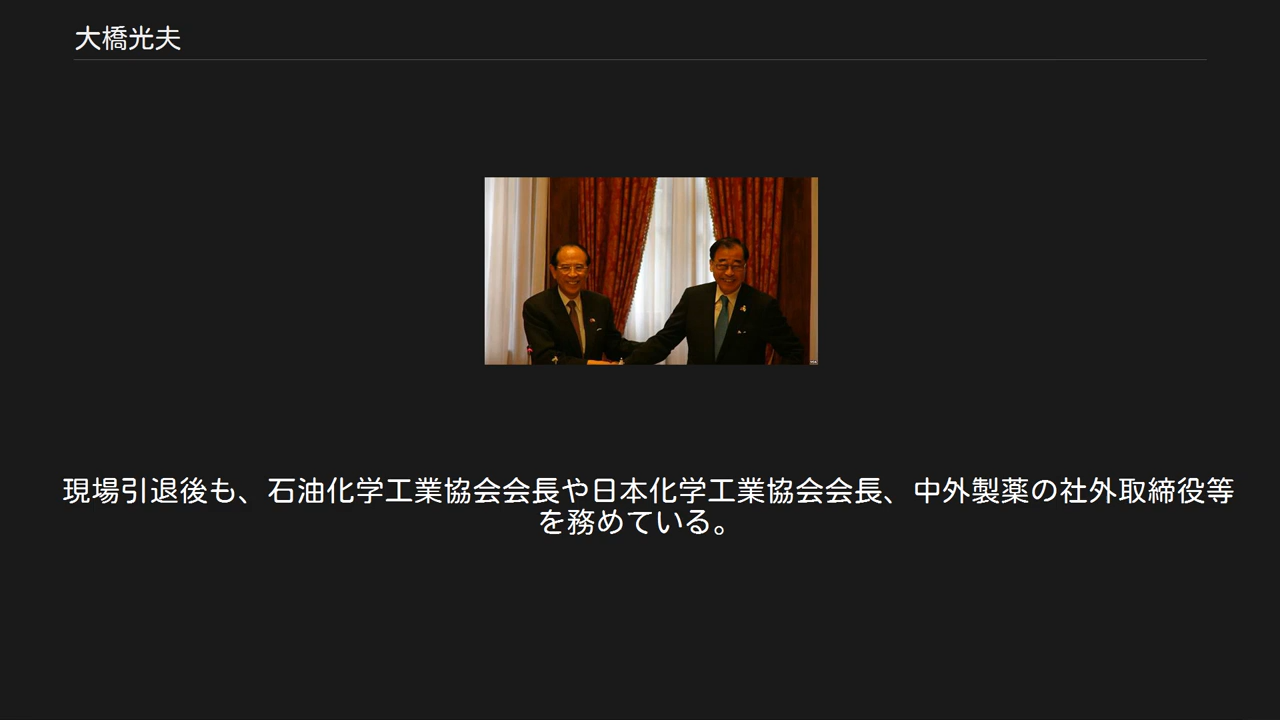 大橋光夫
現場引退後も、石油化学工業協会会長や日本化学工業協会会長、中外製薬の社外取締役等
を務めている。